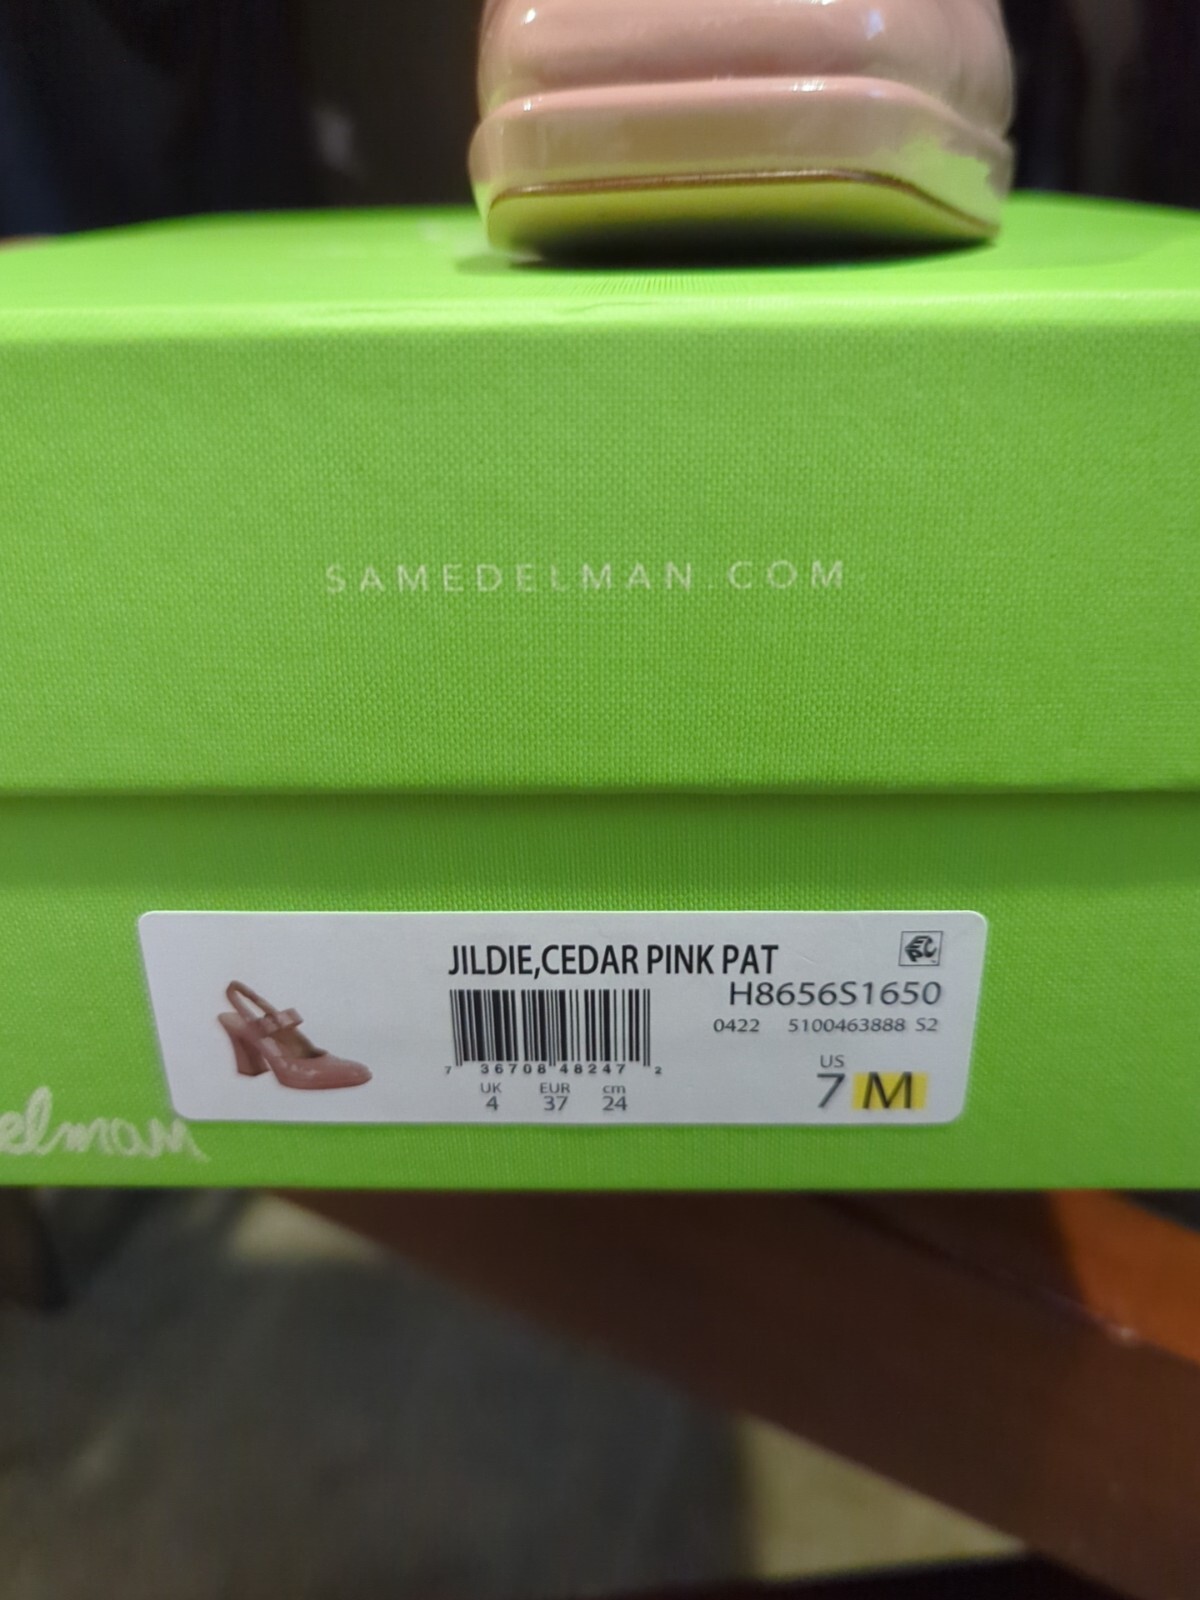 SAMEDELMAN.COM
JILDIE,CEDAR PINK PAT
H8656S1650
0422 5100463888 S2
7 36708 48247 2
UK EUR cm
4 37 24
US
7 M
elman